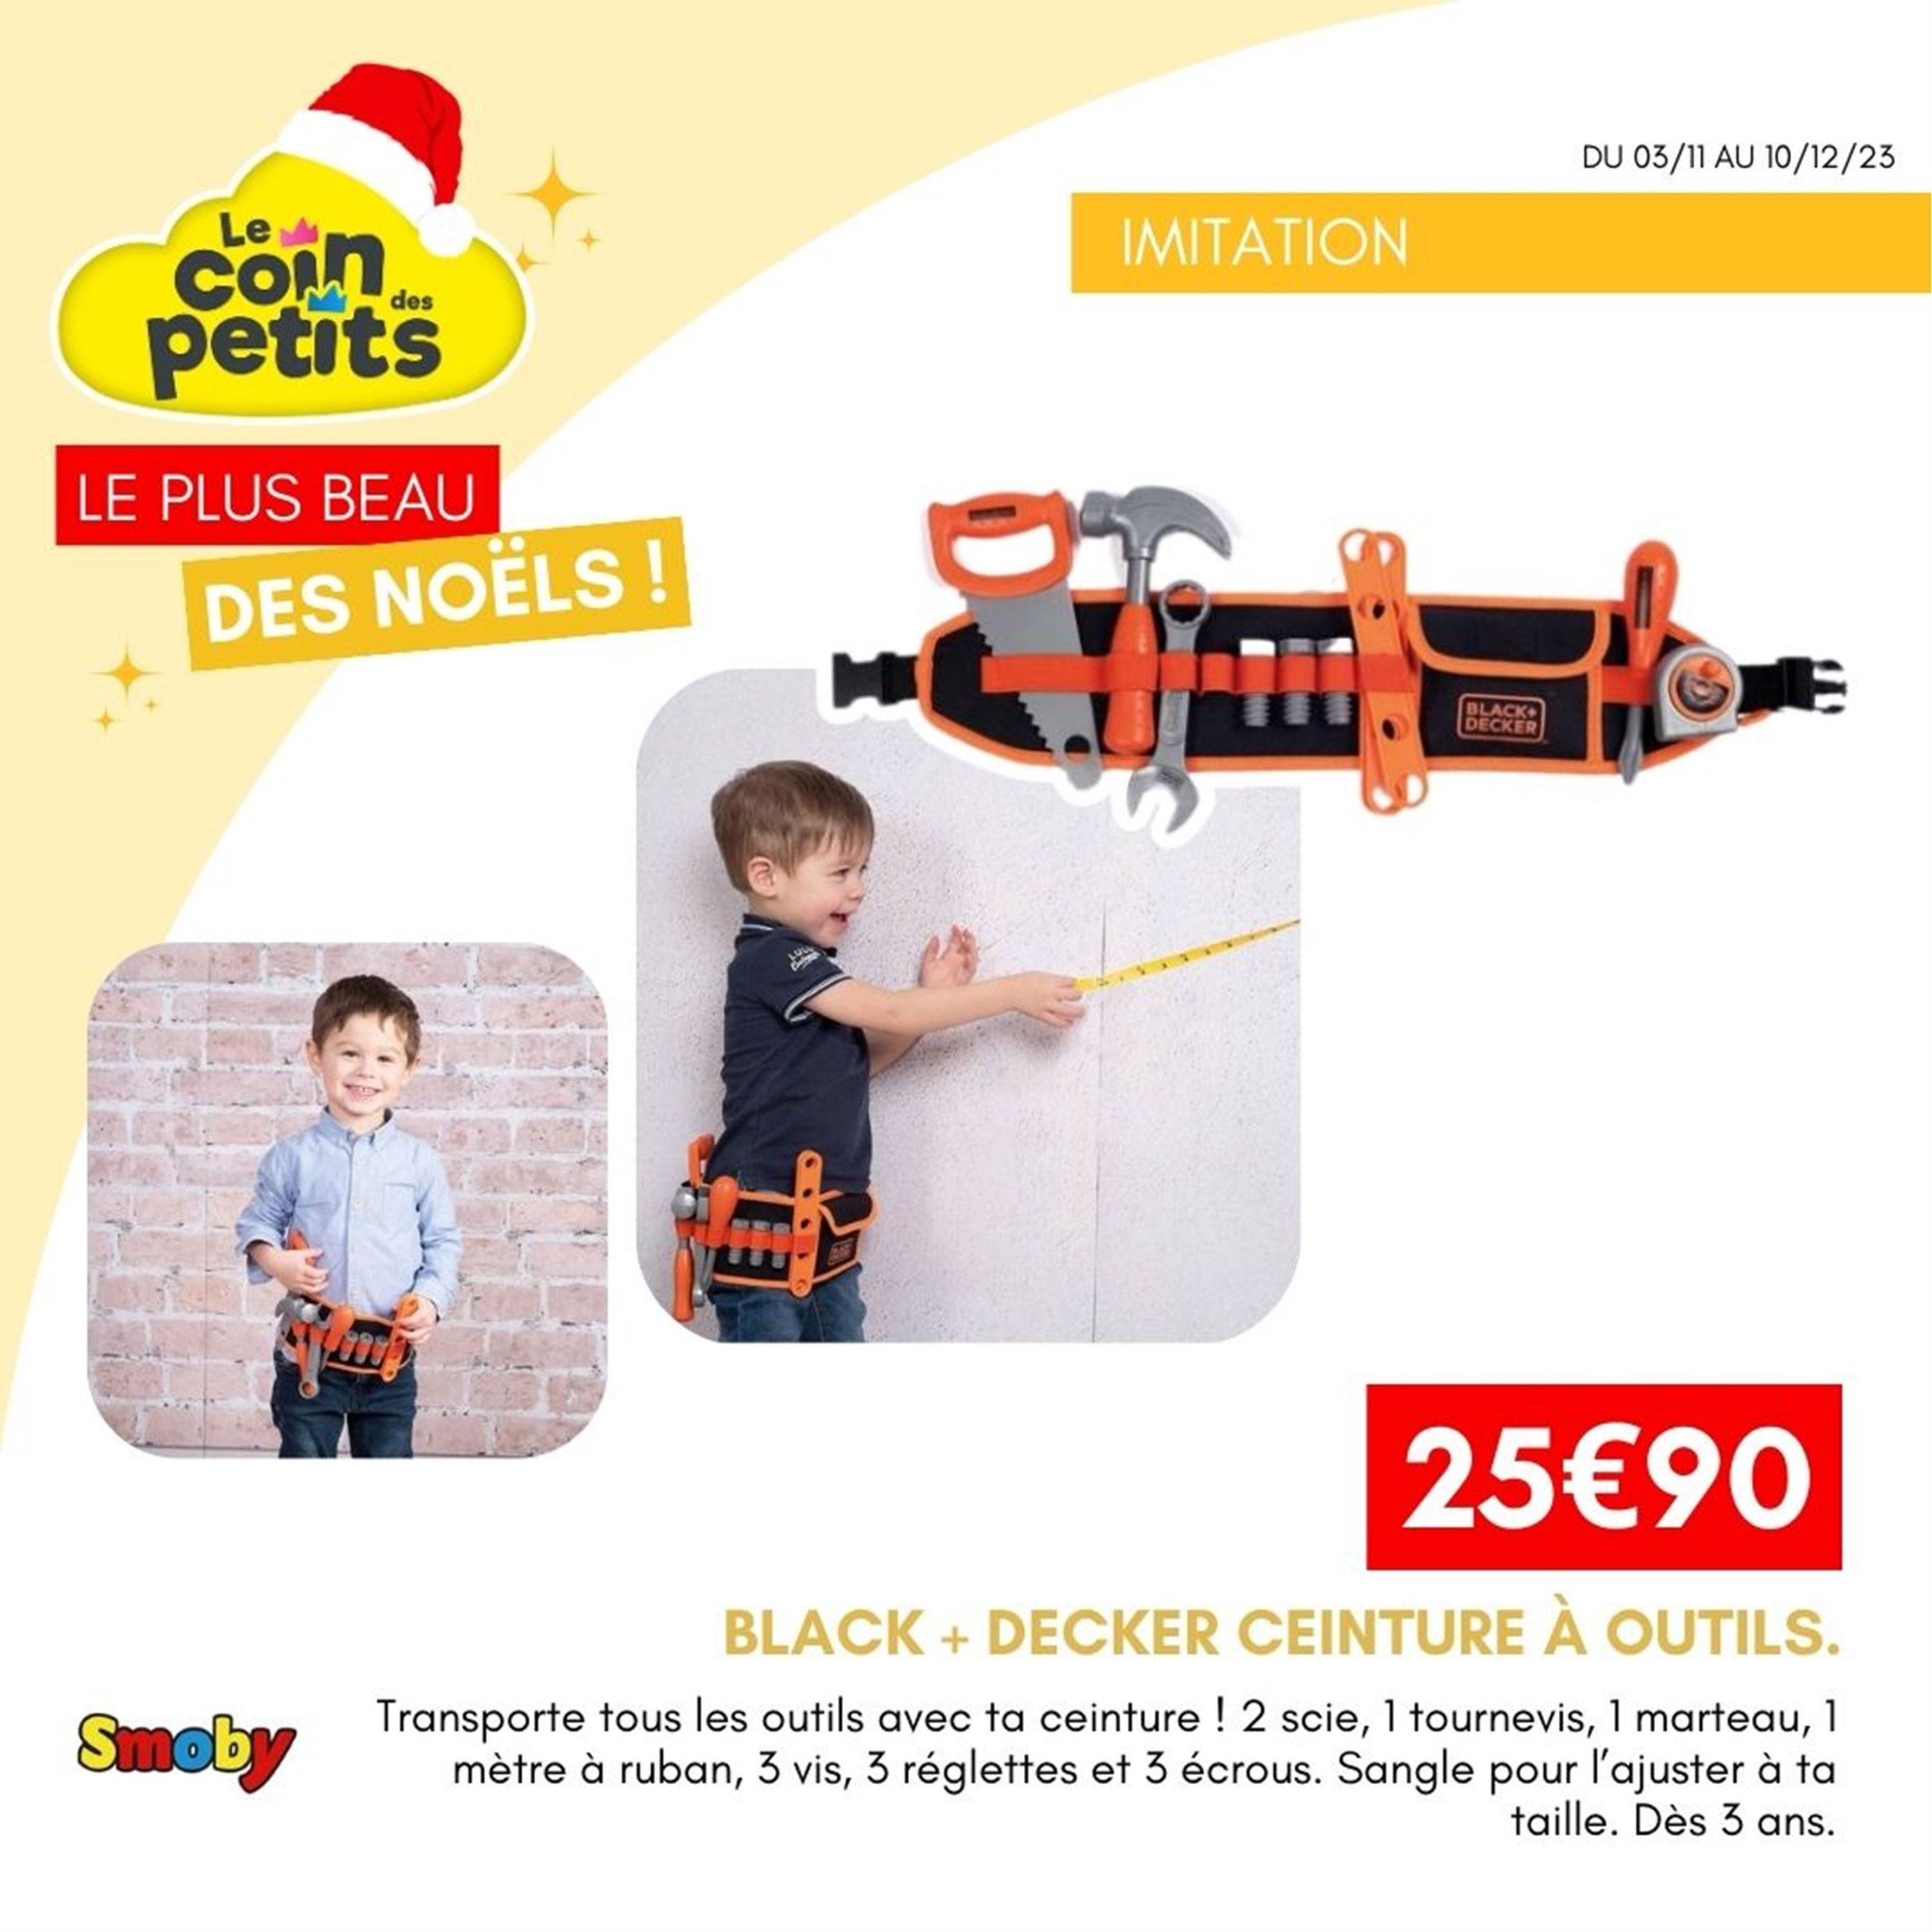 Le
coin des
petits
DU 03/11 AU 10/12/23
IMITATION
LE PLUS BEAU
DES NOËLS !
BLACK+
DECKER
25€90
BLACK + DECKER CEINTURE À OUTILS.
Smoby
Transporte tous les outils avec ta ceinture ! 2 scie, 1 tournevis, 1 marteau, 1
mètre à ruban, 3 vis, 3 réglettes et 3 écrous. Sangle pour l'ajuster à ta
taille. Dès 3 ans.